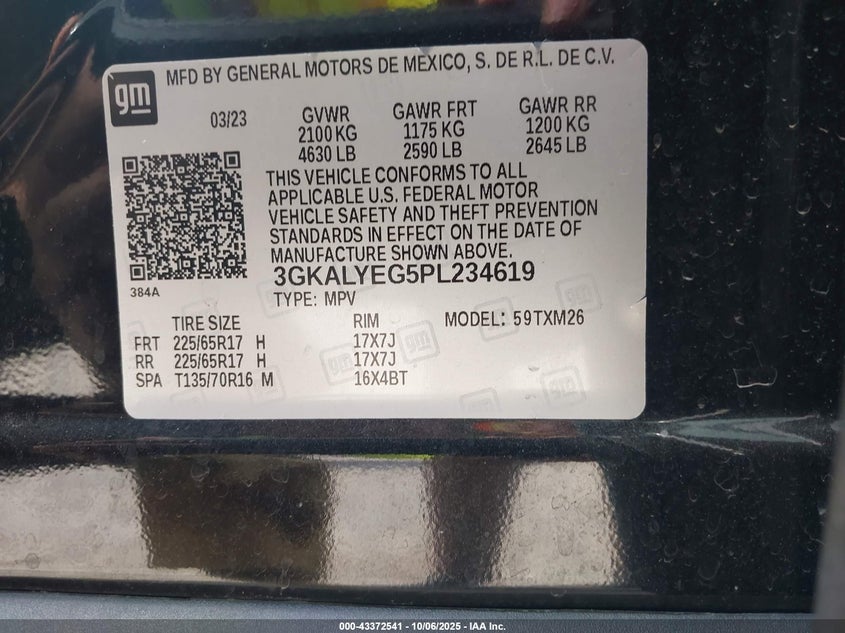 gm
MFD BY GENERAL MOTORS DE MEXICO, S. DE R.L. DE C.V.
03/23
GVWR GAWR FRT GAWR RR
2100 KG 1175 KG 1200 KG
4630 LB 2590 LB 2645 LB
THIS VEHICLE CONFORMS TO ALL
APPLICABLE U.S. FEDERAL MOTOR
VEHICLE SAFETY AND THEFT PREVENTION
STANDARDS IN EFFECT ON THE DATE OF
MANUFACTURE SHOWN ABOVE.
384A
3GKALYEG5PL234619
TYPE: MPV
TIRE SIZE RIM MODEL: 59TXM26
FRT 225/65R17 H 17X7J
RR 225/65R17 H 17X7J
SPA T135/70R16 M 16X4BT
000-43372541 - 10/06/2025 - IAA Inc.